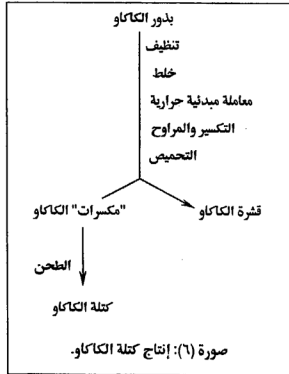 بذور الكاكاو
تنظيف
خلط
معاملة مبدئية حرارية
التكسير والمراوح
التحميص
"مكسرات" الكاكاو
قشرة الكاكاو
الطحن
كتلة الكاكاو
صورة (٦): إنتاج كتلة الكاكاو.